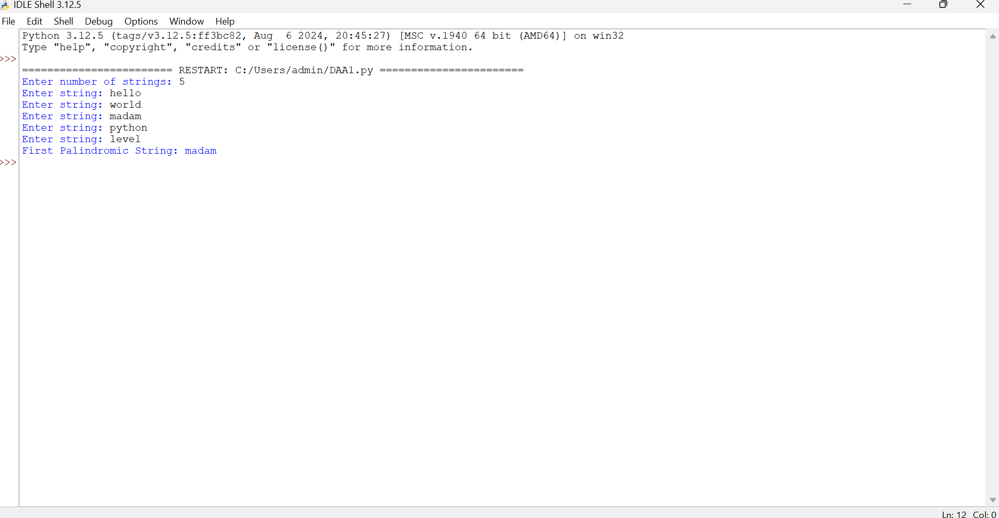 IDLE Shell 3.12.5
File Edit Shell Debug Options Window Help
Python 3.12.5 (tags/v3.12.5:ff3bc82, Aug  6 2024, 20:45:27) [MSC v.1940 64 bit (AMD64)] on win32
Type "help", "copyright", "credits" or "license()" for more information.
>>>
======================== RESTART: C:/Users/admin/DAA1.py =======================
Enter number of strings: 5
Enter string: hello
Enter string: world
Enter string: madam
Enter string: python
Enter string: level
First Palindromic String: madam
>>>
Ln: 12 Col: 0